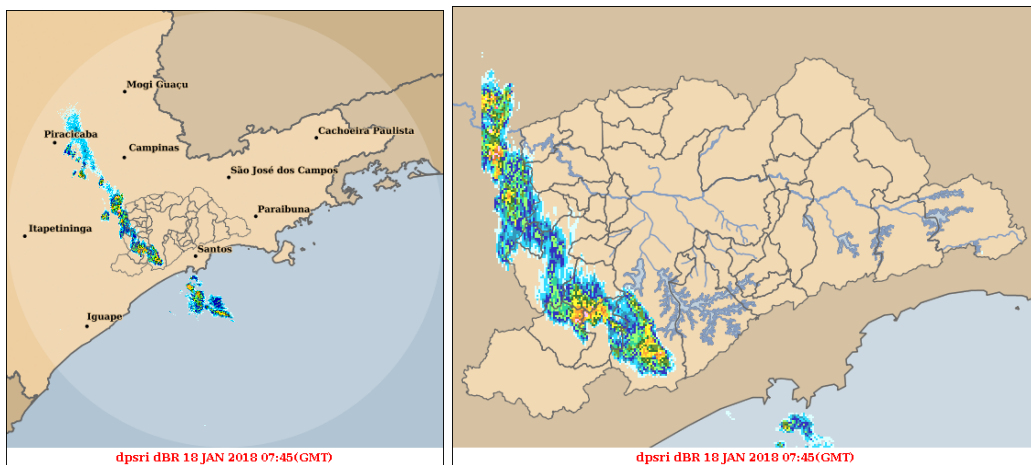 Mogi Guaçu
Piracicaba
Cachoeira Paulista
Campinas
São José dos Campos
Paraibuna
Itapetininga
Santos
Iguape
dpsri dBR 18 JAN 2018 07:45(GMT)
dpsri dBR 18 JAN 2018 07:45(GMT)